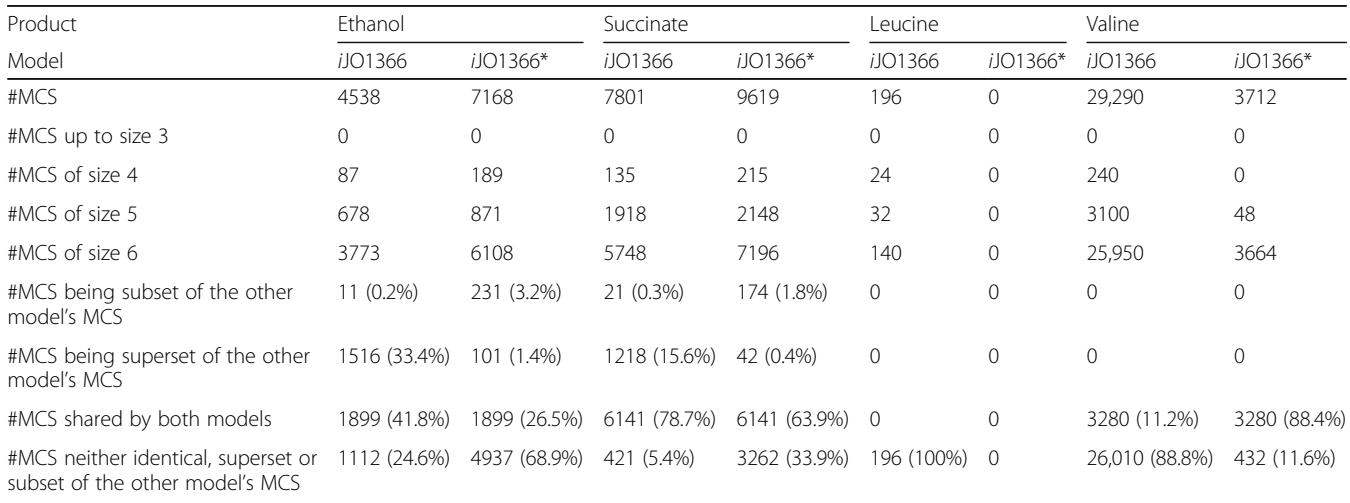 Product Ethanol Succinate Leucine Valine
Model iJO1366 iJO1366* iJO1366 iJO1366* iJO1366 iJO1366* iJO1366 iJO1366*
#MCS 4538 7168 7801 9619 196 0 29,290 3712
#MCS up to size 3 0 0 0 0 0 0 0 0
#MCS of size 4 87 189 135 215 24 0 240 0
#MCS of size 5 678 871 1918 2148 32 0 3100 48
#MCS of size 6 3773 6108 5748 7196 140 0 25,950 3664
#MCS being subset of the other 11 (0.2%) 231 (3.2%) 21 (0.3%) 174 (1.8%) 0 0 0 0
model's MCS
#MCS being superset of the other 1516 (33.4%) 101 (1.4%) 1218 (15.6%) 42 (0.4%) 0 0 0 0
model's MCS
#MCS shared by both models 1899 (41.8%) 1899 (26.5%) 6141 (78.7%) 6141 (63.9%) 0 0 3280 (11.2%) 3280 (88.4%)
#MCS neither identical, superset or 1112 (24.6%) 4937 (68.9%) 421 (5.4%) 3262 (33.9%) 196 (100%) 0 26,010 (88.8%) 432 (11.6%)
subset of the other model's MCS